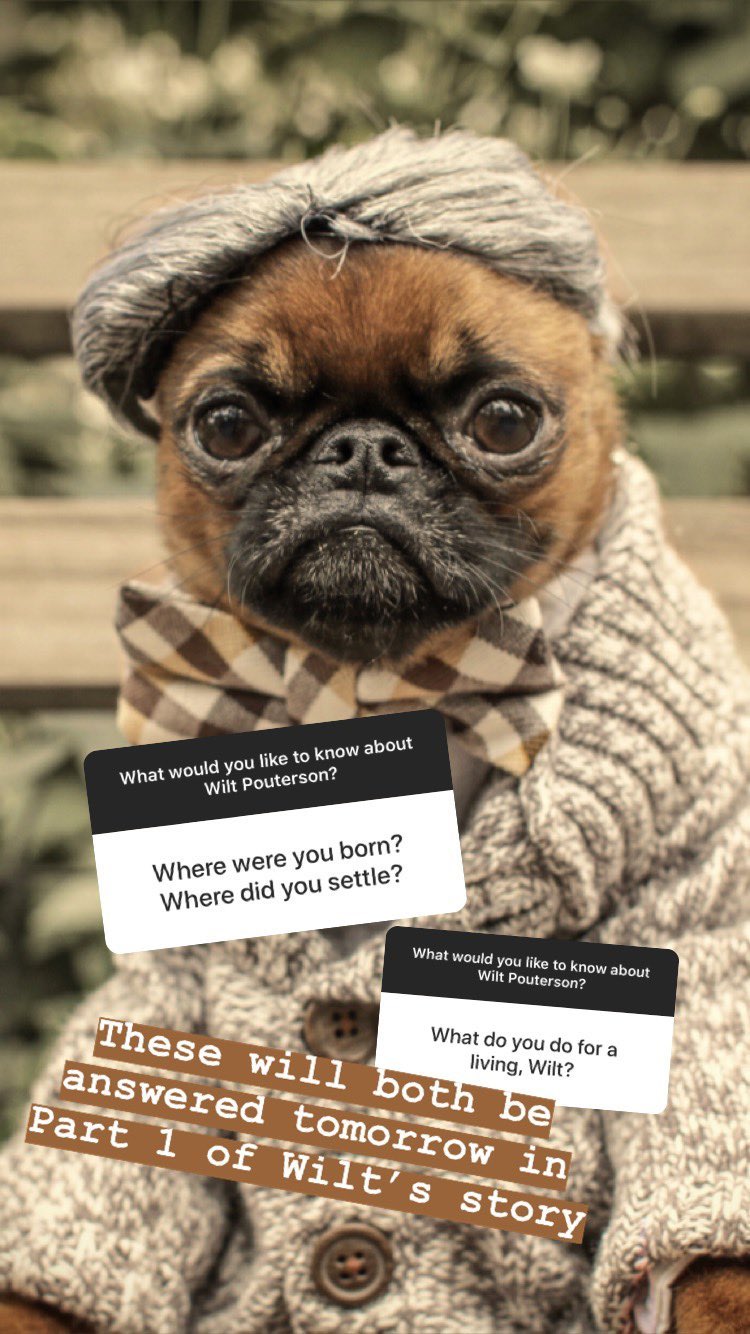 What would you like to know about
Wilt Pouterson?
Where were you born?
Where did you settle?
What would you like to know about
Wilt Pouterson?
What do you do for a
living, Wilt?
These will both be
answered tomorrow in
Part 1 of Wilt’s story